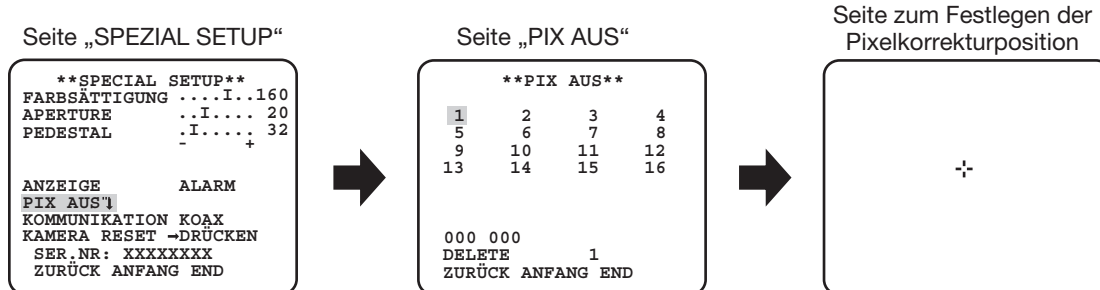 Seite „SPEZIAL SETUP“
**SPECIAL SETUP**
FARBSÄTTIGUNG ....I..160
APERTURE ..I.... 20
PEDESTAL .I..... 32
- +
ANZEIGE ALARM
PIX AUS
KOMMUNIKATION KOAX
KAMERA RESET →DRÜCKEN
SER.NR: XXXXXXXX
ZURÜCK ANFANG END
Seite „PIX AUS“
**PIX AUS**
1 2 3 4
5 6 7 8
9 10 11 12
13 14 15 16
000 000
DELETE 1
ZURÜCK ANFANG END
Seite zum Festlegen der
Pixelkorrekturposition